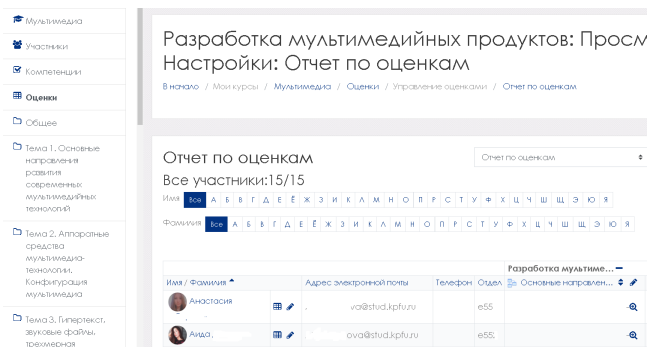 Мультимедиа
Участники
Компетенции
Оценки
Общее
Тема 1. Основные
направления
развития
современных
мультимедийных
технологий
Тема 2. Аппаратные
средства
мультимедиа-
технологии.
Конфигурация
мультимедиа
Тема 3. Гипертекст,
звуковые файлы,
трехмерная
Разработка мультимедийных продуктов: Просм
Настройки: Отчет по оценкам
В начало / Мои курсы / Мультимедиа / Оценки / Управление оценками / Отчет по оценкам
Отчет по оценкам
Отчет по оценкам
Все участники:15/15
Имя Все А Б В Г Д Е Ё Ж З И К Л М Н О П Р С Т У Ф Х Ц Ч Ш Щ Э Ю Я
Фамилия Все А Б В Г Д Е Ё Ж З И К Л М Н О П Р С Т У Ф Х Ц Ч Ш Щ Э Ю Я
Разработка мультиме...
Имя / Фамилия Адрес электронной почты Телефон Отдел Основные направлен...
Анастасия va@stud.kpfu.ru e55 -
Аида, ova@stud.kpfu.ru e55 -